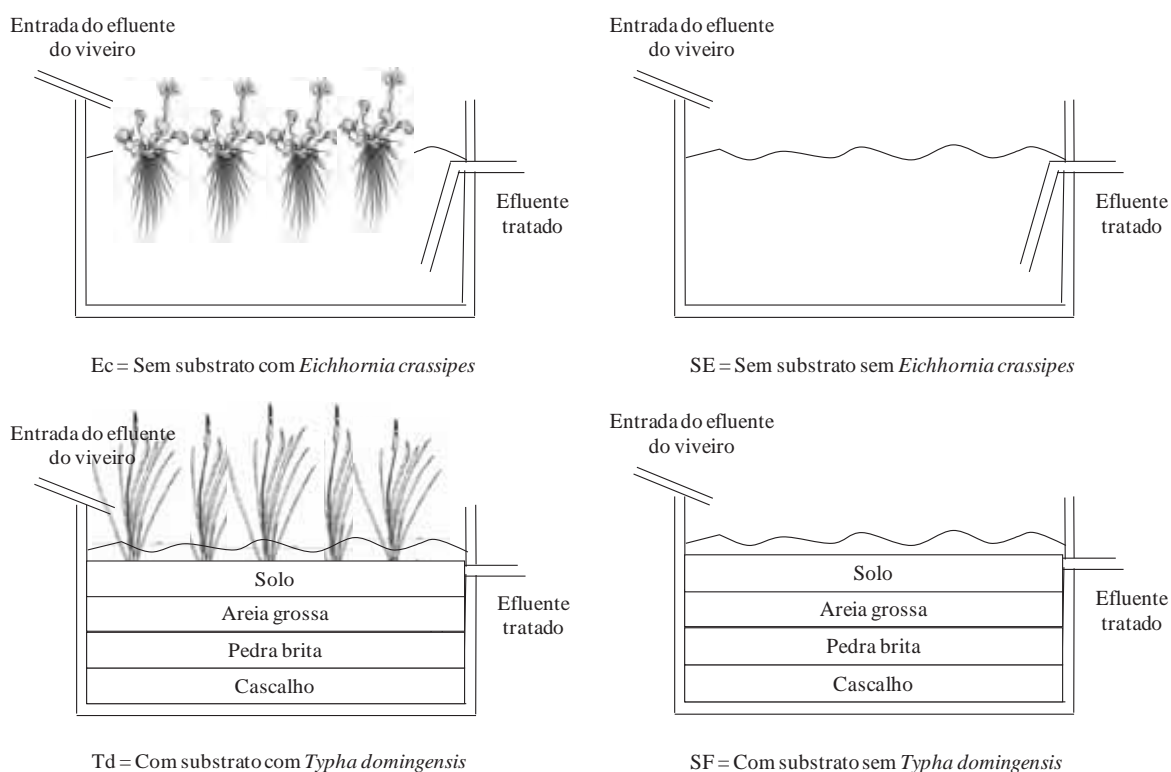 Entrada do efluente
do viveiro
Efluente
tratado
Ec = Sem substrato com Eichhornia crassipes
Entrada do efluente
do viveiro
Efluente
tratado
SE = Sem substrato sem Eichhornia crassipes
Entrada do efluente
do viveiro
Solo
Areia grossa
Pedra brita
Cascalho
Efluente
tratado
Td = Com substrato com Typha domingensis
Entrada do efluente
do viveiro
Solo
Areia grossa
Pedra brita
Cascalho
Efluente
tratado
SF = Com substrato sem Typha domingensis